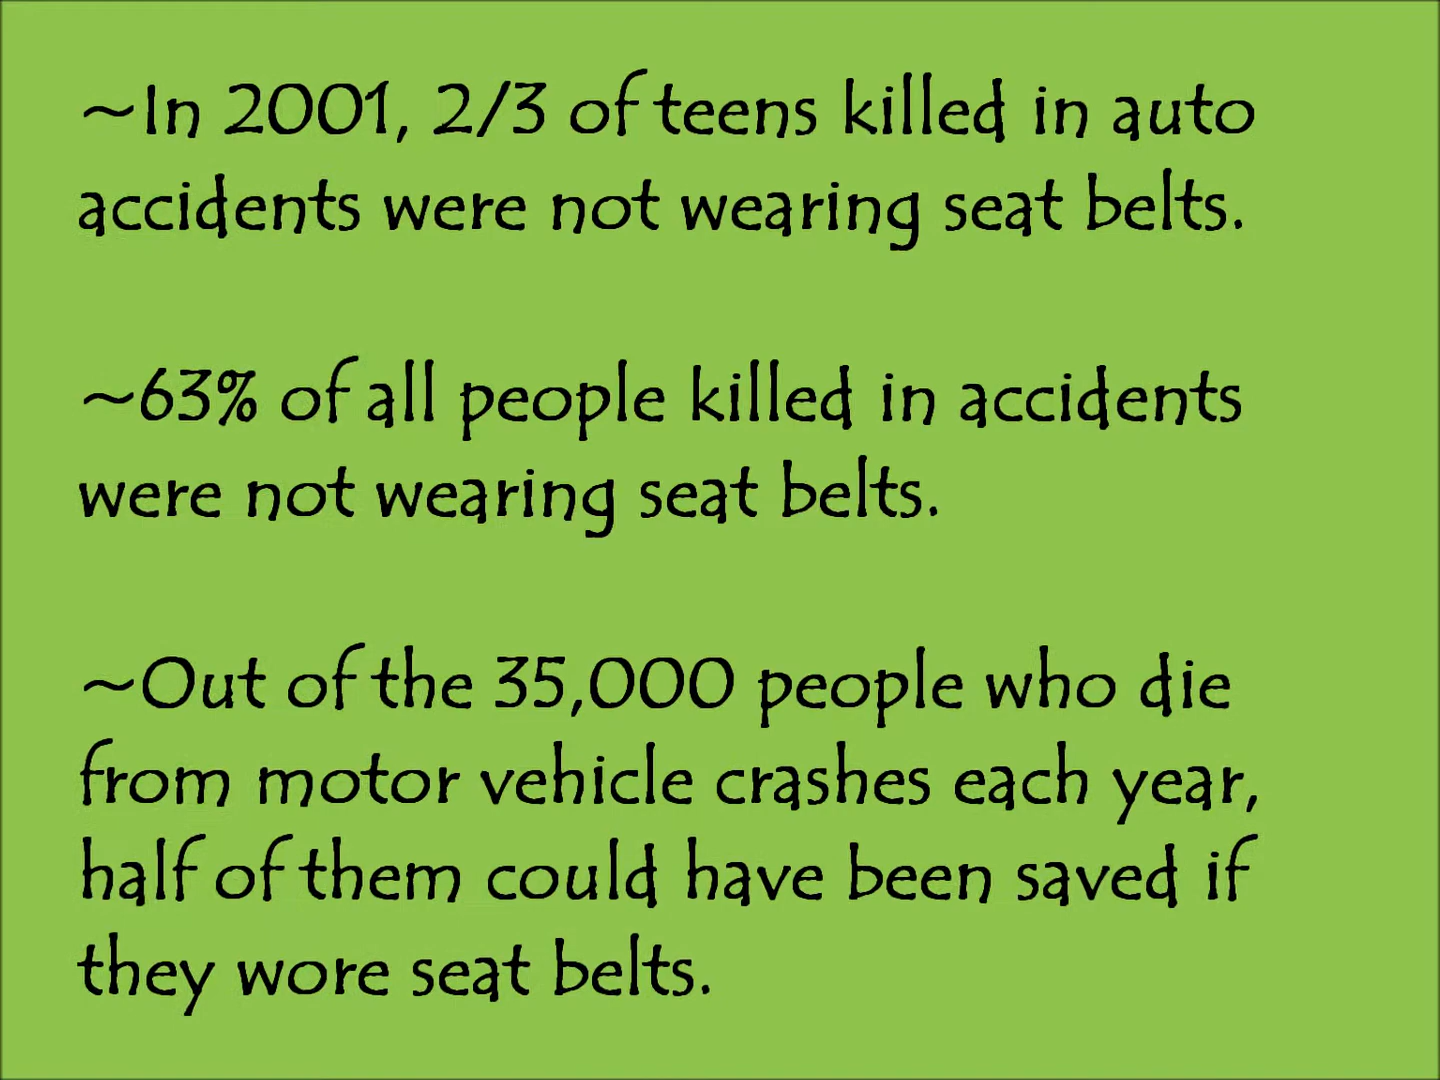 ~In 2001, 2/3 of teens killed in auto
accidents were not wearing seat belts.
~63% of all people killed in accidents
were not wearing seat belts.
~Out of the 35,000 people who die
from motor vehicle crashes each year,
half of them could have been saved if
they wore seat belts.